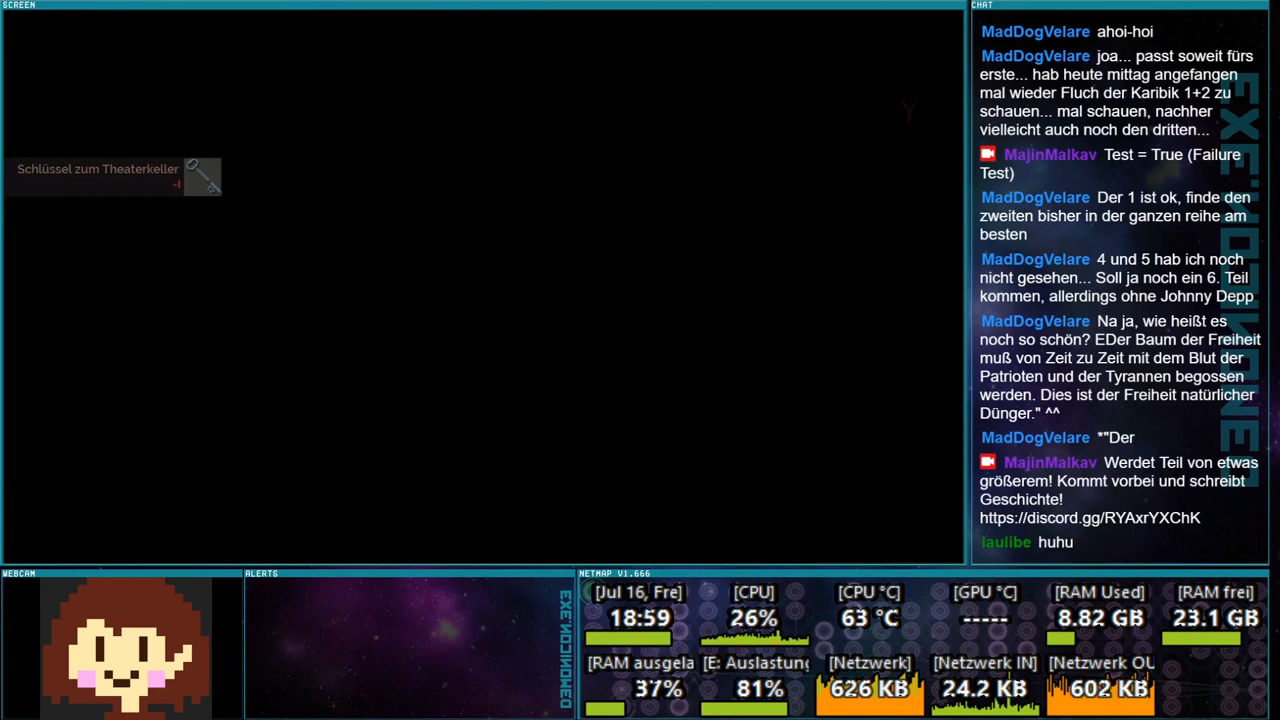 SCREEN
Schlüssel zum Theaterkeller
-1
Y
CHAT
MadDogVelare ahoi-hoi
MadDogVelare joa... passt soweit fürs
erste... hab heute mittag angefangen
mal wieder Fluch der Karibik 1+2 zu
schauen... mal schauen, nachher
vielleicht auch noch den dritten...
MajinMalkav Test = True (Failure
Test)
MadDogVelare Der 1 ist ok, finde den
zweiten bisher in der ganzen reihe am
besten
MadDogVelare 4 und 5 hab ich noch
nicht gesehen... Soll ja noch ein 6. Teil
kommen, allerdings ohne Johnny Depp
MadDogVelare Na ja, wie heißt es
noch so schön? EDer Baum der Freiheit
muß von Zeit zu Zeit mit dem Blut der
Patrioten und der Tyrannen begossen
werden. Dies ist der Freiheit natürlicher
Dünger." ^^
MadDogVelare *"Der
MajinMalkav Werdet Teil von etwas
größerem! Kommt vorbei und schreibt
Geschichte!
https://discord.gg/RYAxrYXChK
laulibe huhu
WEBCAM
ALERTS
NETMAP V1.666
[Jul 16, Fre] [CPU] [CPU °C] [GPU °C] [RAM Used] [RAM frei]
18:59 26% 63 °C ----- 8.82 GB 23.1 GB
[RAM ausgela [E: Auslastung [Netzwerk] [Netzwerk IN] [Netzwerk OU
37% 81% 626 KB 24.2 KB 602 KB